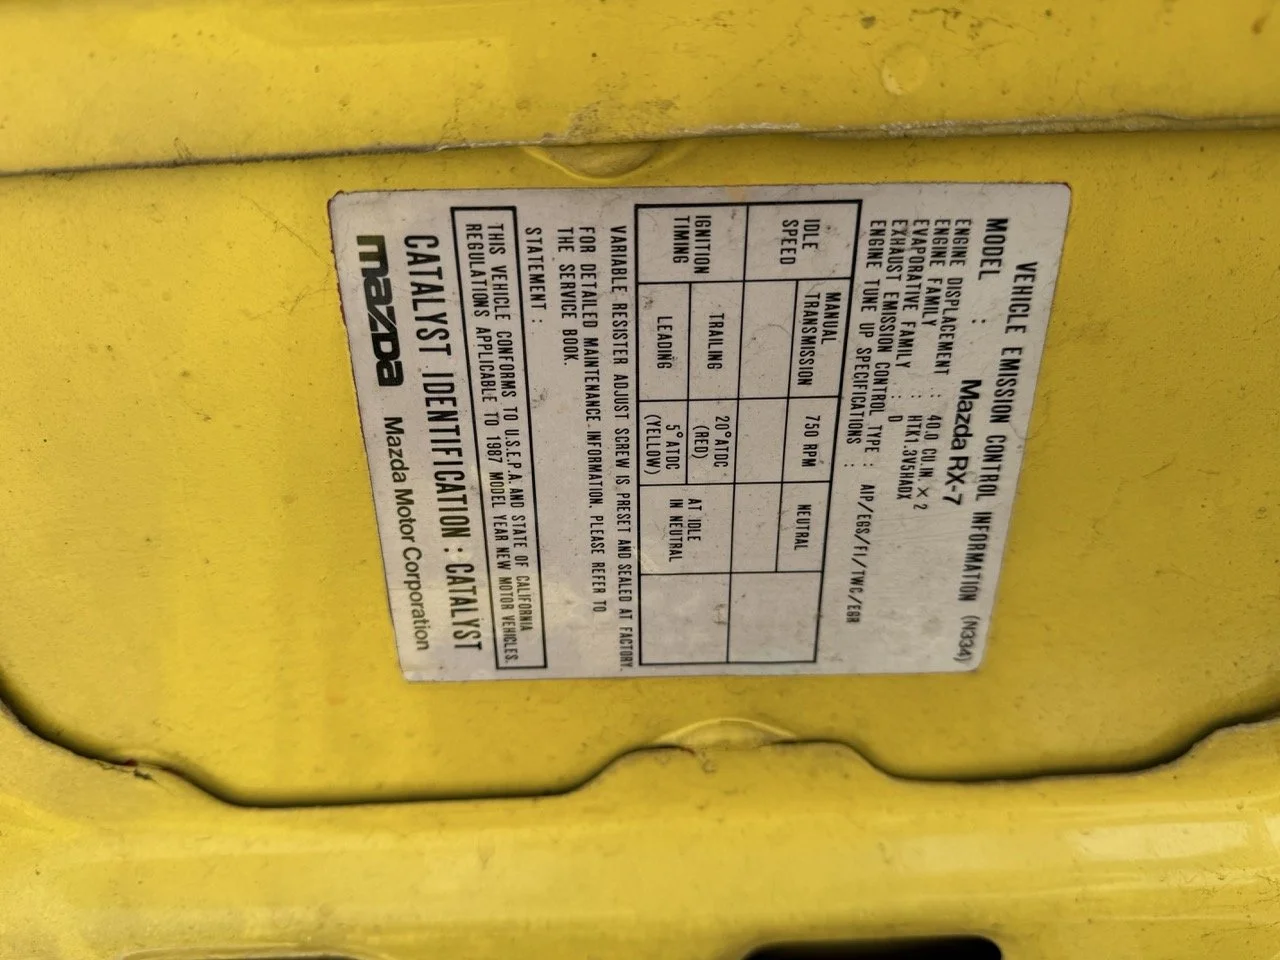 VEHICLE EMISSION CONTROL INFORMATION (N334)
MODEL : Mazda RX-7
ENGINE DISPLACEMENT : 40.0 CU.IN. × 2
ENGINE FAMILY : HTK1.3V5HADX
EVAPORATIVE FAMILY : D
EXHAUST EMISSION CONTROL TYPE : AIP/EGS/FI/TWC/EGR
ENGINE TUNE UP SPECIFICATIONS :
IDLE SPEED
MANUAL TRANSMISSION
750 RPM
NEUTRAL
IGNITION TIMING
TRAILING
20° ATDC (RED)
AT IDLE IN NEUTRAL
LEADING
5° ATDC (YELLOW)
VARIABLE RESISTER ADJUST SCREW IS PRESET AND SEALED AT FACTORY.
FOR DETAILED MAINTENANCE INFORMATION, PLEASE REFER TO
THE SERVICE BOOK.
STATEMENT :
THIS VEHICLE CONFORMS TO U.S.E.P.A. AND STATE OF CALIFORNIA
REGULATIONS APPLICABLE TO 1987 MODEL YEAR NEW MOTOR VEHICLES.
CATALYST IDENTIFICATION : CATALYST
mazda Mazda Motor Corporation